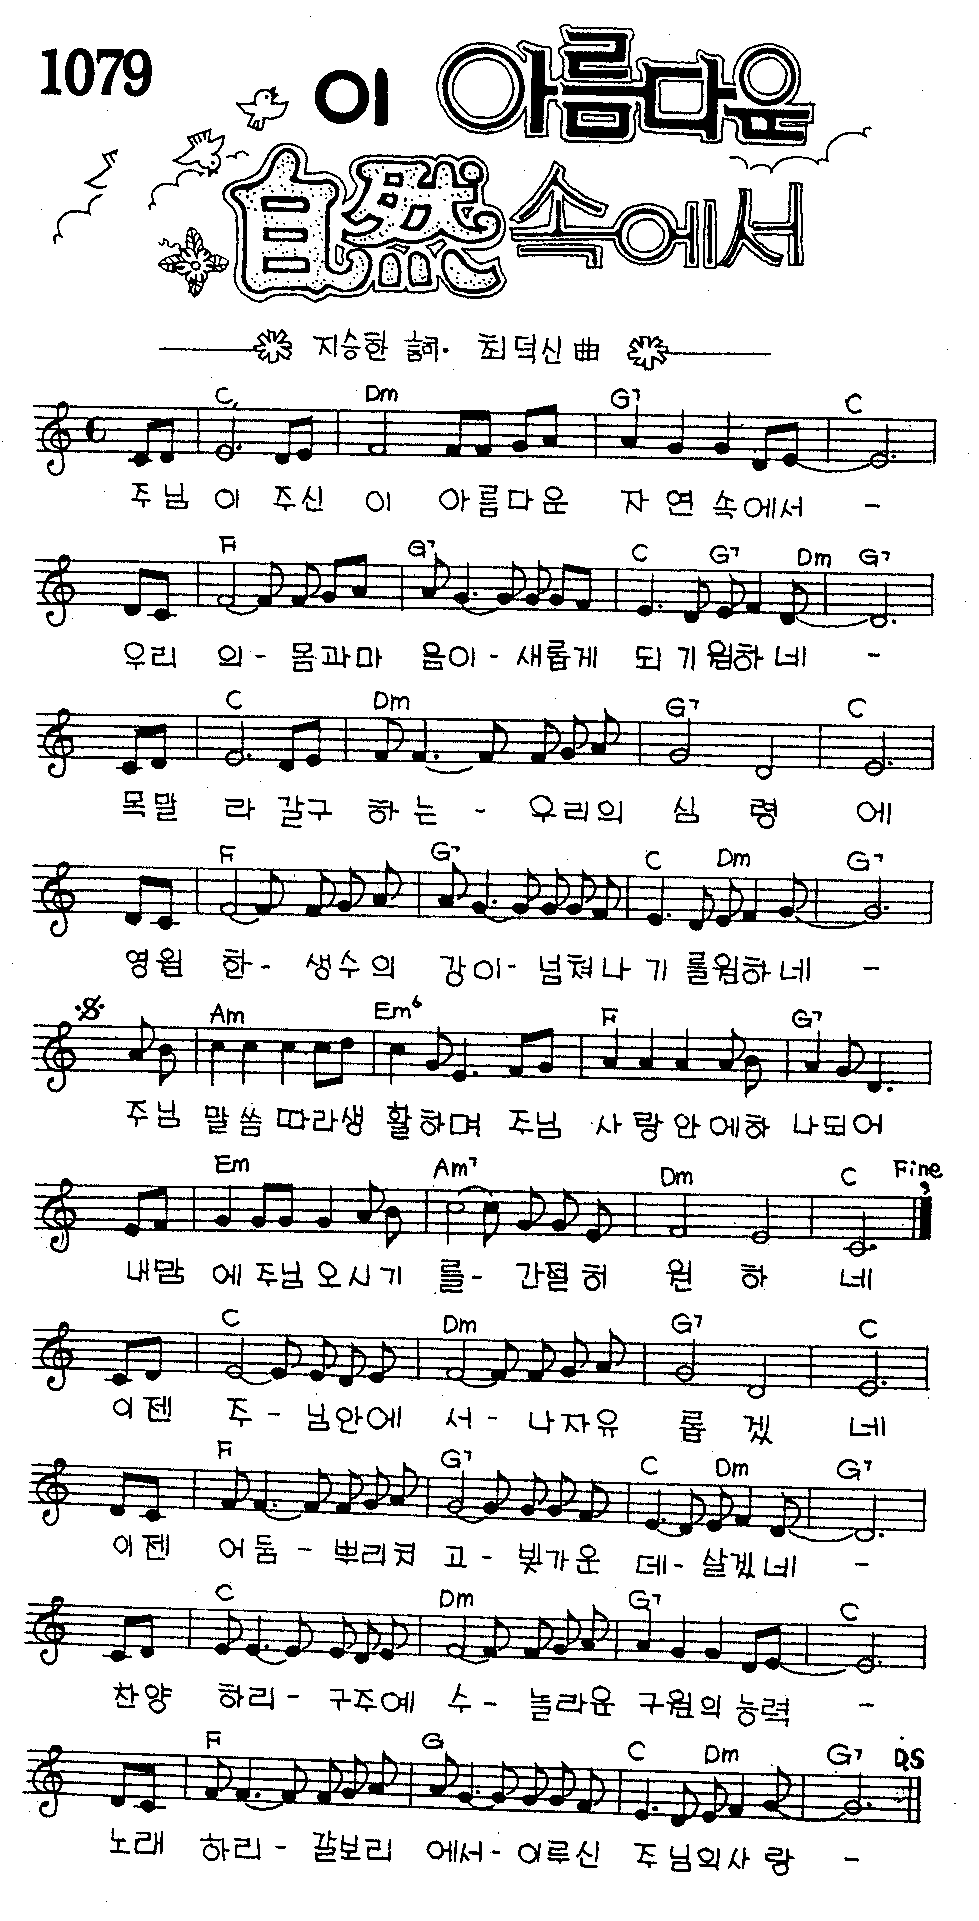 1079
이 아름다운
自然 속에서
지승한 詞· 최덕신 曲
C, Dm G7 C
주님 이 주신 이 아름다운 자 연 속에서 -
F G7 C G7 Dm G7
우리 의- 몸과마 음이-새롭게 되기원하네 -
C Dm G7 C
목말 라 갈구 하는 - 우리의 심 령 에
F G7 C Dm G7
영원 한- 생수의 강이-넘쳐나기 를원하네 -
Am Em6 F G7
주님 말씀따라생 활하며 주님 사랑안에하 나되어
Em Am7 Dm C Fine
내맘 에주님오시기 를- 간절히 원 하 네
C Dm G7 C
이젠 주-님안에 서-나자유 롭 겠 네
F G7 C Dm G7
이젠 어둠 -뿌리치 고-빛가운 데-살겠네 -
C Dm G7 C
찬양 하리-구주예 수-놀라운 구원의능력 -
F G C Dm G7 D.S
노래 하리-갈보리 에서-이루신 주님의사랑 -